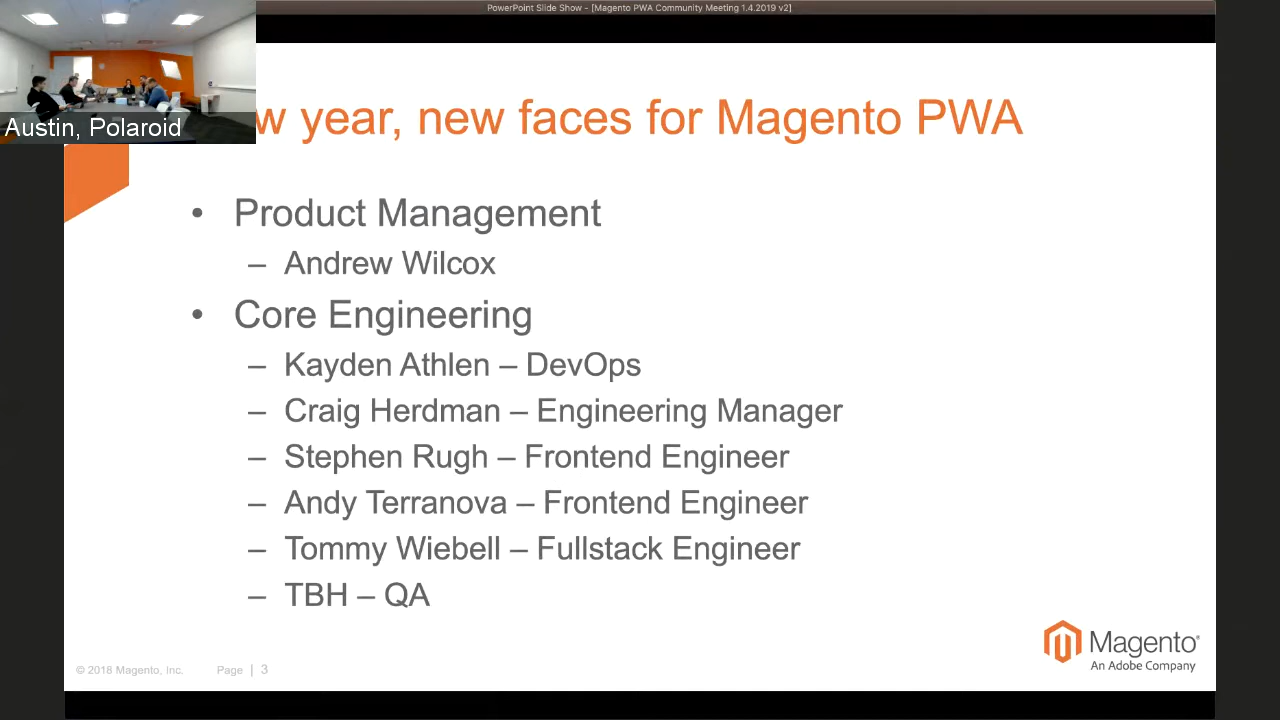 PowerPoint Slide Show - [Magento PWA Community Meeting 1.4.2019 v2]
Austin, Polaroid
w year, new faces for Magento PWA
• Product Management
– Andrew Wilcox
• Core Engineering
– Kayden Athlen – DevOps
– Craig Herdman – Engineering Manager
– Stephen Rugh – Frontend Engineer
– Andy Terranova – Frontend Engineer
– Tommy Wiebell – Fullstack Engineer
– TBH – QA
© 2018 Magento, Inc. Page | 3
Magento®
An Adobe Company